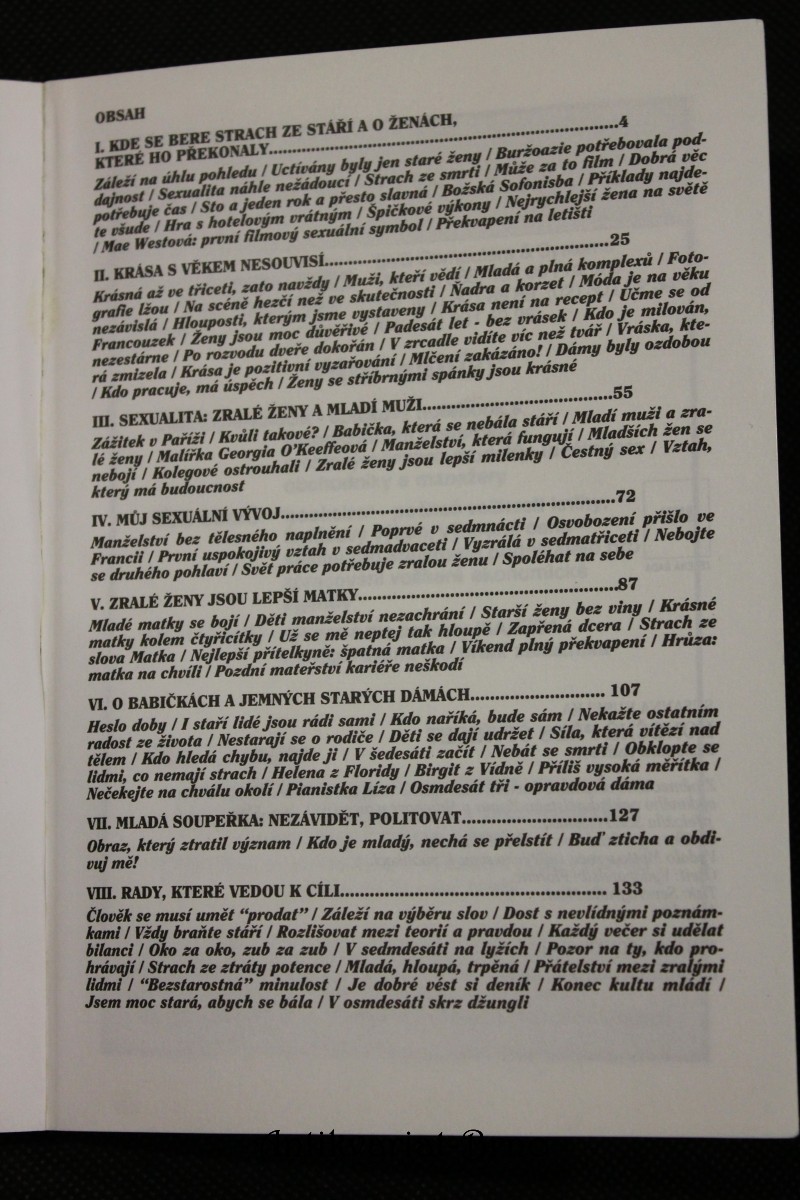 OBSAH
I. KDE SE BERE STRACH ZE STÁŘÍ A O ŽENÁCH,
KTERÉ HO PŘEKONALY..........................................................4
Záleží na úhlu pohledu / Uctívány byly jen staré ženy / Buržoazie potřebovala pod-
dajnost / Sexualita náhle nežádoucí / Strach ze smrti / Může za to film / Dobrá věc
potřebuje čas / Sto a jeden rok a přesto slavná / Božská Sofonisba / Příklady najde-
te všude / Hra s hotelovým vrátným / Špičkové výkony / Nejrychlejší žena na světě
/ Mae Westová: první filmový sexuální symbol / Překvapení na letišti
II. KRÁSA S VĚKEM NESOUVISÍ..............................................25
Krásná až ve třiceti, zato navždy / Muži, kteří vědí / Mladá a plná komplexů / Foto-
grafie lžou / Na scéně hezčí než ve skutečnosti / Ňadra a korzet / Móda je na věku
nezávislá / Hlouposti, kterým jsme vystaveny / Krása není na recept / Učme se od
Francouzek / Ženy jsou moc důvěřivé / Padesát let - bez vrásek / Kdo je milován,
nezestárne / Po rozvodu dveře dokořán / V zrcadle vidíte víc než tvář / Vráska, kte-
rá zmizela / Krása je pozitivní vyzařování / Mlčení zakázáno! / Dámy byly ozdobou
/ Kdo pracuje, má úspěch / Ženy se stříbrnými spánky jsou krásné
III. SEXUALITA: ZRALÉ ŽENY A MLADÍ MUŽI...............................55
Zážitek v Paříži / Kvůli takové? / Babička, která se nebála stáří / Mladí muži a zra-
lé ženy / Malířka Georgia O'Keeffeová / Manželství, která fungují / Mladších žen se
nebojí / Kolegové ostrouhali / Zralé ženy jsou lepší milenky / Čestný sex / Vztah,
který má budoucnost
IV. MŮJ SEXUÁLNÍ VÝVOJ.......................................................72
Manželství bez tělesného naplnění / Poprvé v sedmnácti / Osvobození přišlo ve
Francii / První uspokojivý vztah v sedmadvaceti / Vyzrálá v sedmatřiceti / Nebojte
se druhého pohlaví / Svět práce potřebuje zralou ženu / Spoléhat na sebe
V. ZRALÉ ŽENY JSOU LEPŠÍ MATKY..........................................87
Mladé matky se bojí / Děti manželství nezachrání / Starší ženy bez viny / Krásné
matky kolem čtyřicítky / Už se mě neptej tak hloupě / Zapřená dcera / Strach ze
slova Matka / Nejlepší přítelkyně: špatná matka / Víkend plný překvapení / Hrůza:
matka na chvíli / Pozdní mateřství kariéře neškodí
VI. O BABIČKÁCH A JEMNÝCH STARÝCH DÁMÁCH........................ 107
Heslo doby / I staří lidé jsou rádi sami / Kdo naříká, bude sám / Nekažte ostatním
radost ze života / Nestarají se o rodiče / Děti se dají udržet / Síla, která vítězí nad
tělem / Kdo hledá chybu, najde ji / V šedesáti začít / Nebát se smrti / Obklopte se
lidmi, co nemají strach / Helena z Floridy / Birgit z Vídně / Příliš vysoká měřítka /
Nečekejte na chválu okolí / Pianistka Líza / Osmdesát tři - opravdová dáma
VII. MLADÁ SOUPEŘKA: NEZÁVIDĚT, POLITOVAT.........................127
Obraz, který ztratil význam / Kdo je mladý, nechá se přelstít / Buď zticha a obdi-
vuj mě!
VIII. RADY, KTERÉ VEDOU K CÍLI............................................ 133
Člověk se musí umět "prodat" / Záleží na výběru slov / Dost s nevlídnými poznám-
kami / Vždy braňte stáří / Rozlišovat mezi teorií a pravdou / Každý večer si udělat
bilanci / Oko za oko, zub za zub / V sedmdesáti na lyžích / Pozor na ty, kdo pro-
hrávají / Strach ze ztráty potence / Mladá, hloupá, trpěná / Přátelství mezi zralými
lidmi / "Bezstarostná" minulost / Je dobré vést si deník / Konec kultu mládí /
Jsem moc stará, abych se bála / V osmdesáti skrz džungli